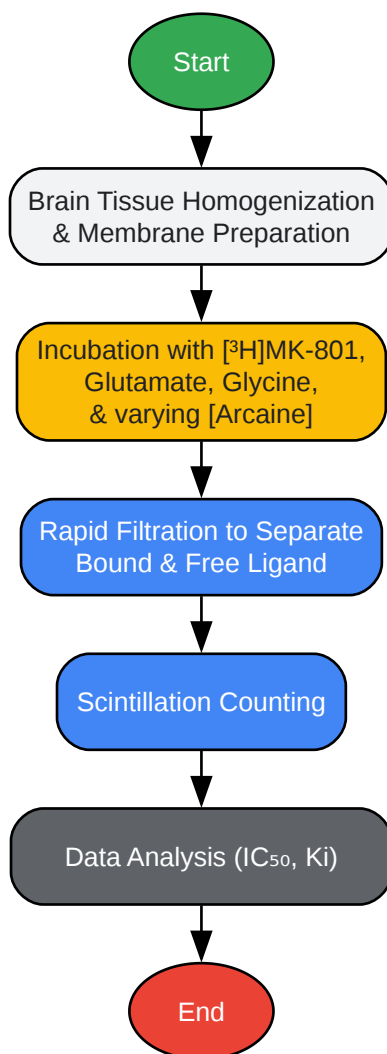 Start
Brain Tissue Homogenization
& Membrane Preparation
Incubation with [³H]MK-801,
Glutamate, Glycine,
& varying [Arcaine]
Rapid Filtration to Separate
Bound & Free Ligand
Scintillation Counting
Data Analysis (IC₅₀, Ki)
End